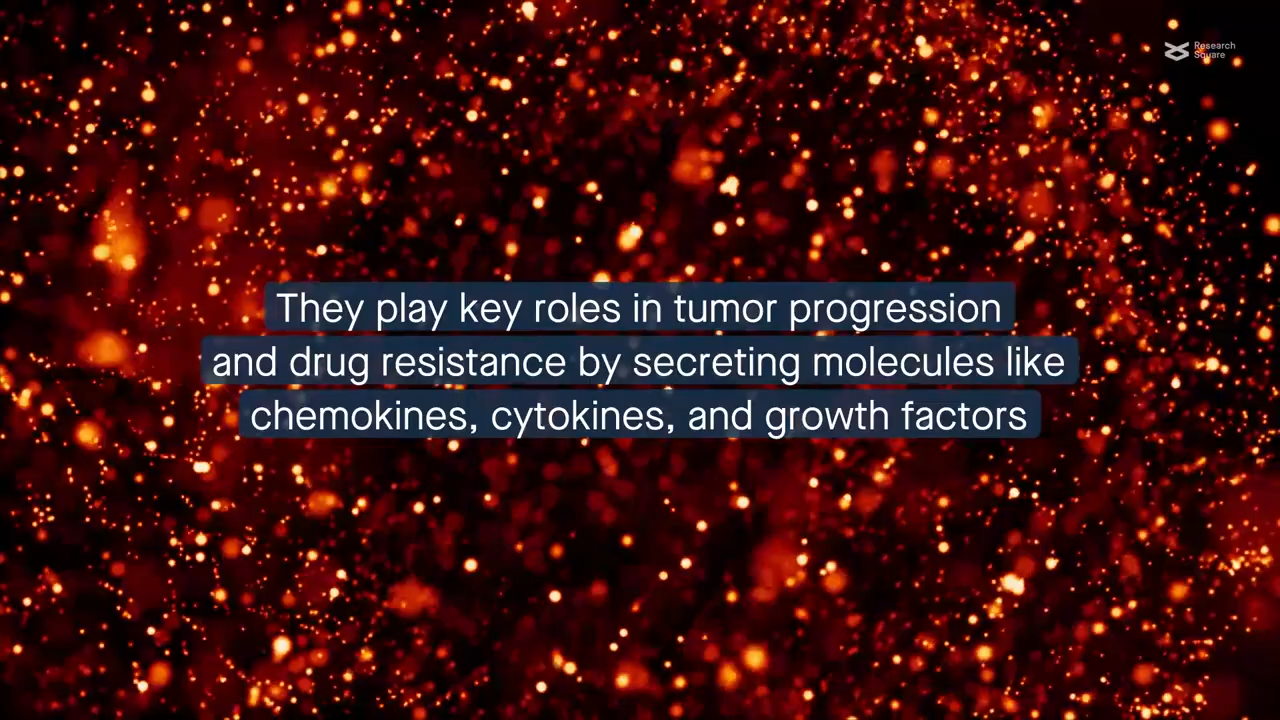 Research
Square
They play key roles in tumor progression
and drug resistance by secreting molecules like
chemokines, cytokines, and growth factors